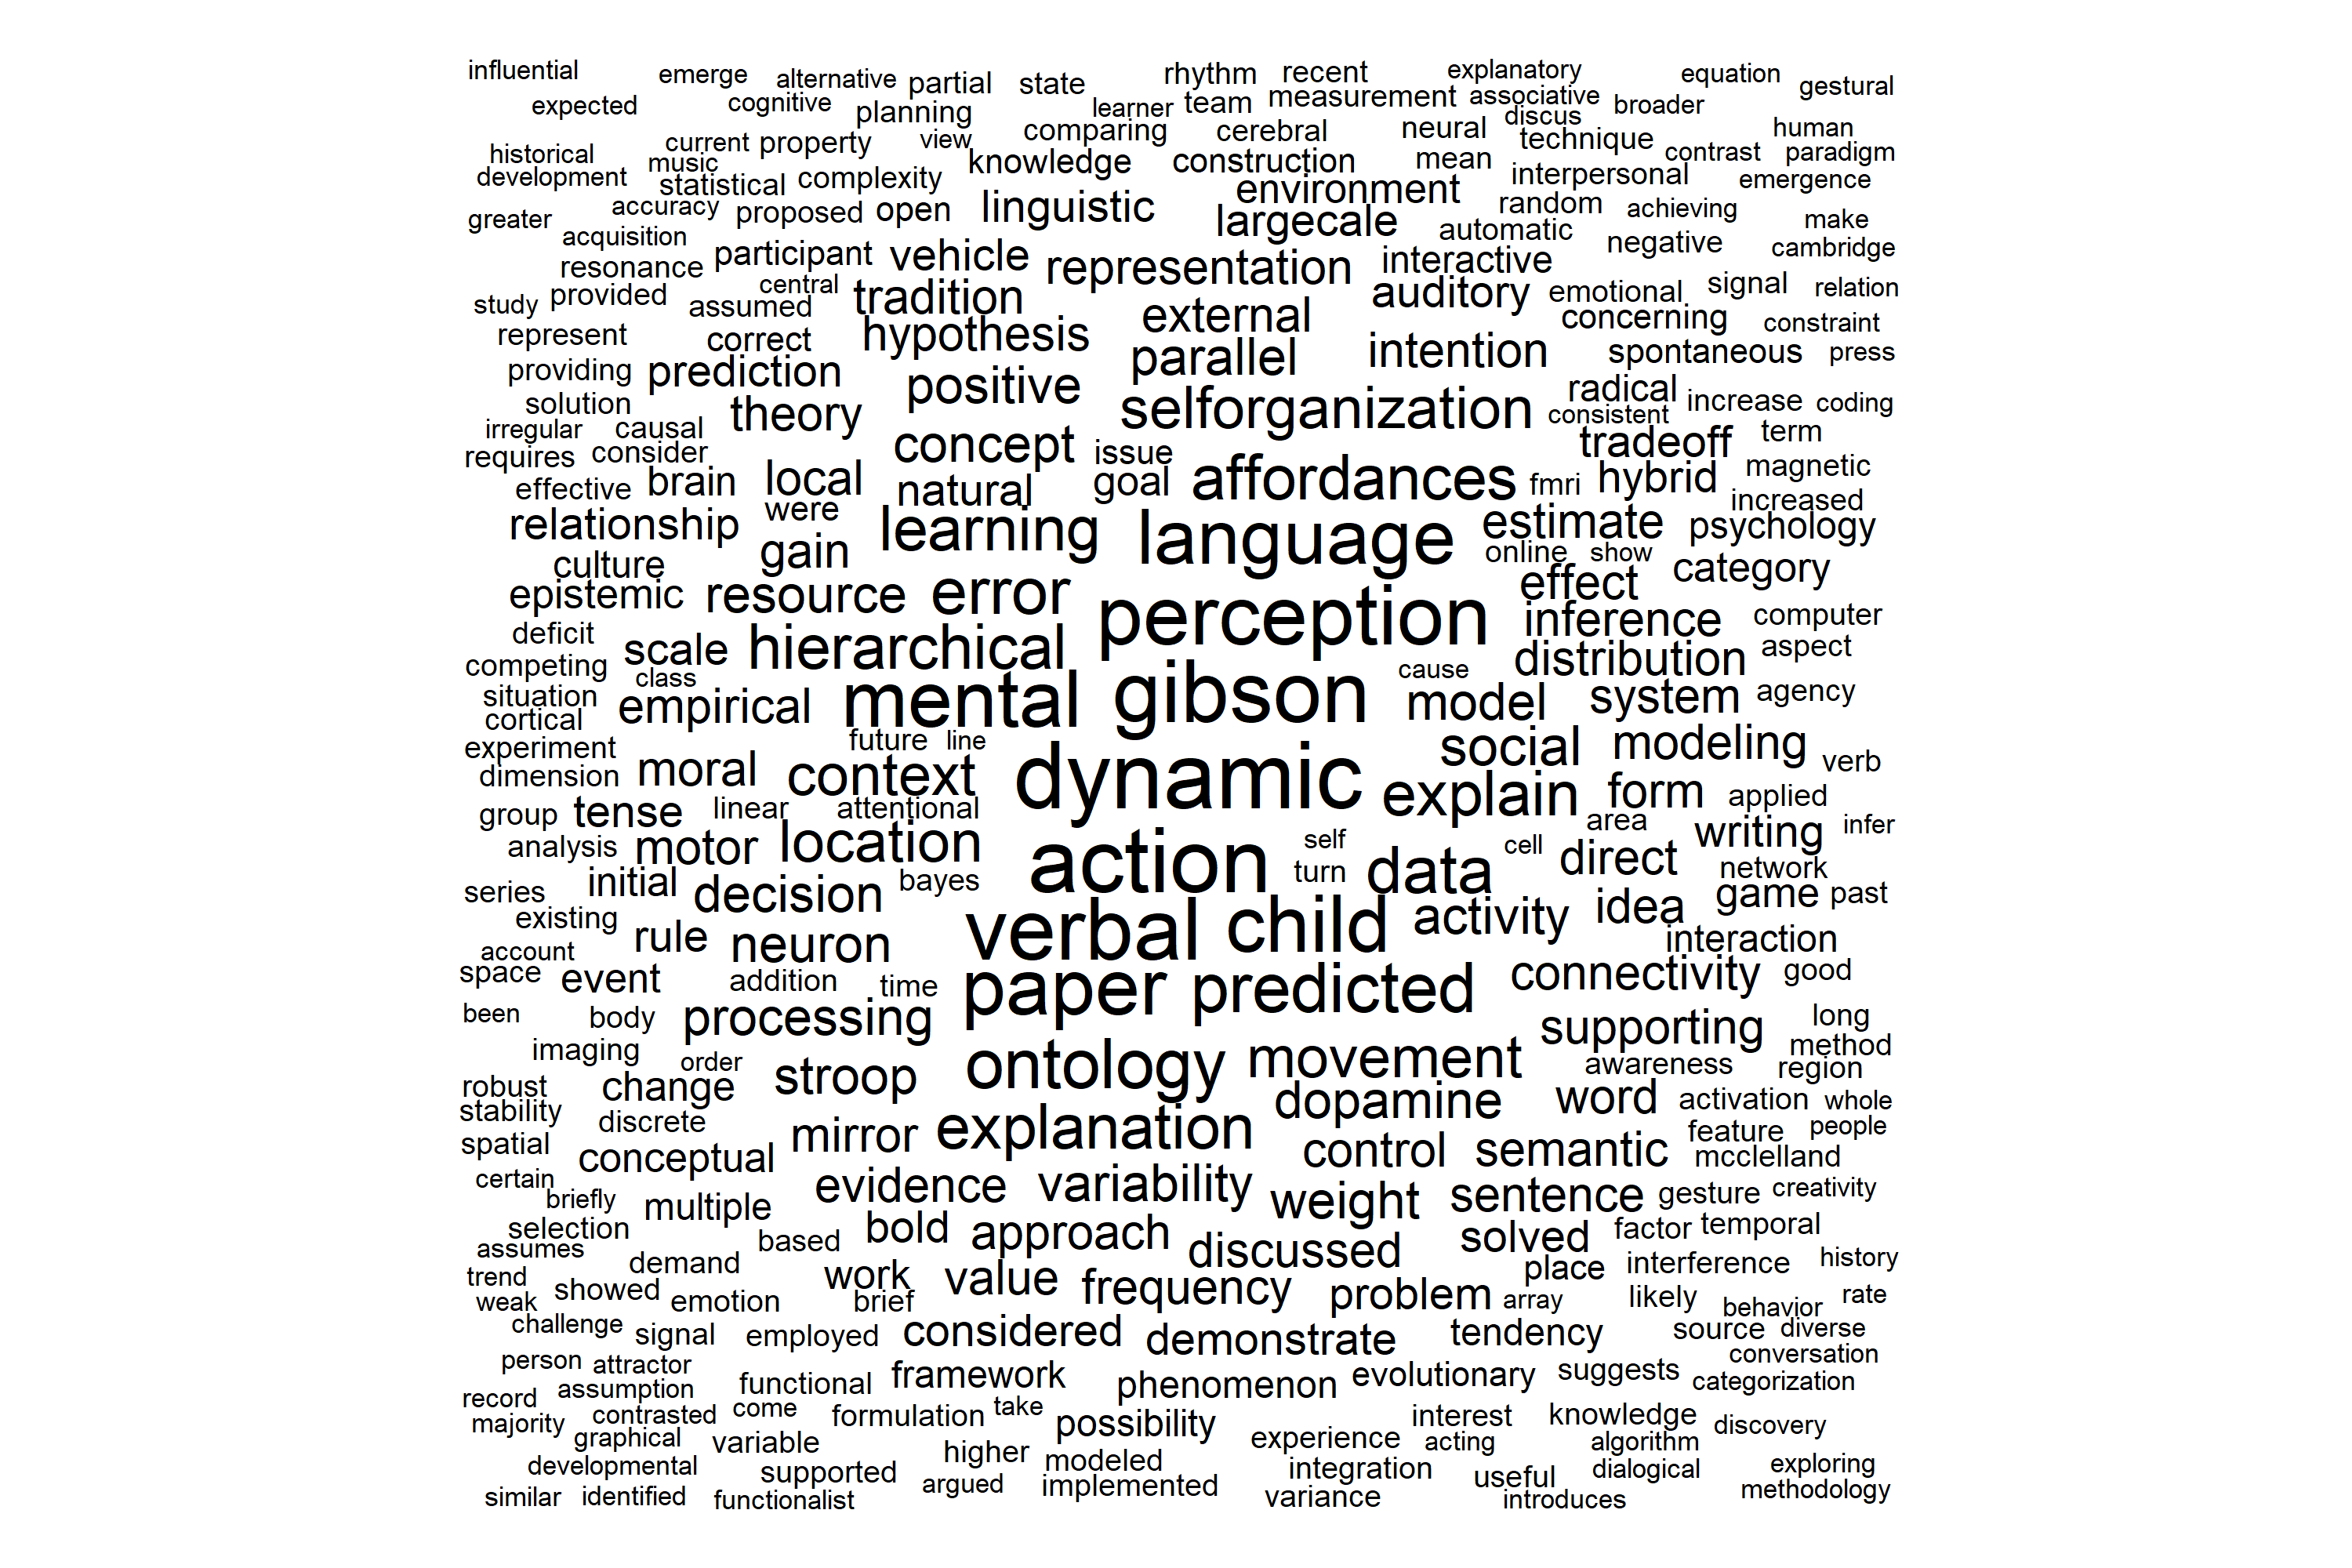 influential emerge alternative partial state rhythm recent explanatory equation gestural
expected cognitive planning learner team measurement associative broader
current property view comparing cerebral neural discus technique human
historical music knowledge construction mean contrast paradigm
development statistical complexity environment interpersonal emergence
greater accuracy proposed open linguistic largecale random achieving make
acquisition participant vehicle representation interactive automatic negative cambridge
resonance central tradition external auditory emotional signal relation
study provided assumed concerning constraint
represent correct hypothesis parallel intention spontaneous press
providing prediction positive selforganization radical increase coding
solution theory consistent
irregular causal concept issue tradeoff term
requires consider brain local natural goal affordances fmri hybrid magnetic
effective were increased
relationship gain learning language estimate psychology
culture online show category
epistemic resource error perception effect inference computer
deficit hierarchical distribution aspect
competing scale class mental gibson cause model system agency
situation empirical
cortical future line social modeling verb
experiment moral context dynamic explain form applied
dimension linear attentional area
group tense location action self data cell direct writing infer
analysis motor turn network
series initial decision bayes verbal child activity idea game past
existing rule neuron interaction
account
space event addition time paper predicted connectivity good
been body processing supporting long
imaging order ontology movement awareness method
robust change stroop dopamine word region
stability discrete mirror explanation activation whole
spatial conceptual control semantic feature people
certain evidence variability mcclelland
briefly multiple weight sentence gesture creativity
selection based bold approach discussed solved factor temporal
assumes demand work value frequency place interference history
trend showed emotion brief problem array likely behavior rate
weak
challenge signal employed considered demonstrate tendency source diverse
person attractor framework phenomenon evolutionary suggests conversation
record assumption functional categorization
majority contrasted come formulation take possibility interest knowledge discovery
graphical variable higher modeled experience acting algorithm
developmental supported argued implemented integration useful dialogical exploring
similar identified functionalist variance introduces methodology